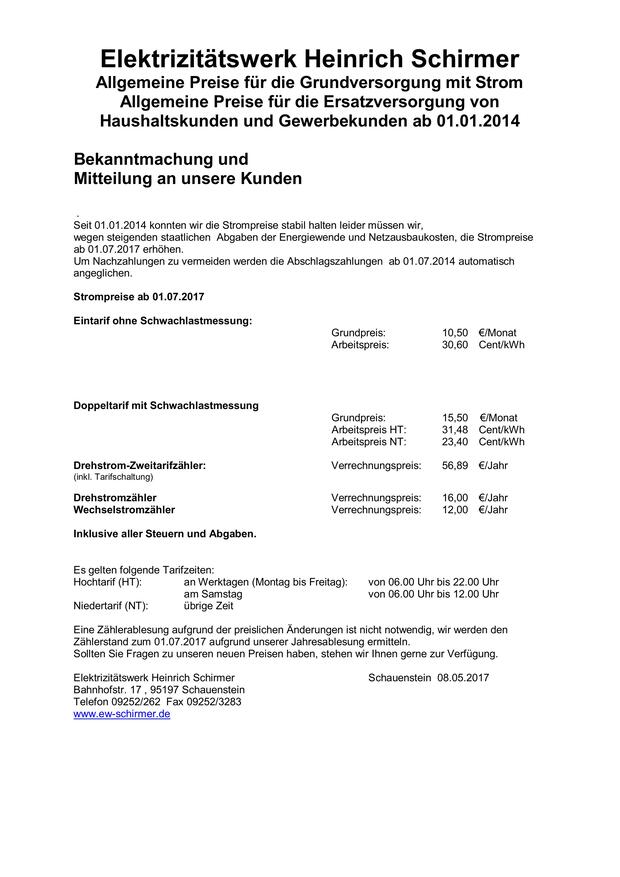 Elektrizitätswerk Heinrich Schirmer
Allgemeine Preise für die Grundversorgung mit Strom
Allgemeine Preise für die Ersatzversorgung von
Haushaltskunden und Gewerbekunden ab 01.01.2014
Bekanntmachung und
Mitteilung an unsere Kunden
.
Seit 01.01.2014 konnten wir die Strompreise stabil halten leider müssen wir,
wegen steigenden staatlichen Abgaben der Energiewende und Netzausbaukosten, die Strompreise
ab 01.07.2017 erhöhen.
Um Nachzahlungen zu vermeiden werden die Abschlagszahlungen ab 01.07.2014 automatisch
angeglichen.
Strompreise ab 01.07.2017
Eintarif ohne Schwachlastmessung:
Grundpreis: 10,50 €/Monat
Arbeitspreis: 30,60 Cent/kWh
Doppeltarif mit Schwachlastmessung
Grundpreis: 15,50 €/Monat
Arbeitspreis HT: 31,48 Cent/kWh
Arbeitspreis NT: 23,40 Cent/kWh
Drehstrom-Zweitarifzähler: Verrechnungspreis: 56,89 €/Jahr
(inkl. Tarifschaltung)
Drehstromzähler Verrechnungspreis: 16,00 €/Jahr
Wechselstromzähler Verrechnungspreis: 12,00 €/Jahr
Inklusive aller Steuern und Abgaben.
Es gelten folgende Tarifzeiten:
Hochtarif (HT): an Werktagen (Montag bis Freitag): von 06.00 Uhr bis 22.00 Uhr
am Samstag von 06.00 Uhr bis 12.00 Uhr
Niedertarif (NT): übrige Zeit
Eine Zählerablesung aufgrund der preislichen Änderungen ist nicht notwendig, wir werden den
Zählerstand zum 01.07.2017 aufgrund unserer Jahresablesung ermitteln.
Sollten Sie Fragen zu unseren neuen Preisen haben, stehen wir Ihnen gerne zur Verfügung.
Elektrizitätswerk Heinrich Schirmer Schauenstein 08.05.2017
Bahnhofstr. 17 , 95197 Schauenstein
Telefon 09252/262 Fax 09252/3283
www.ew-schirmer.de